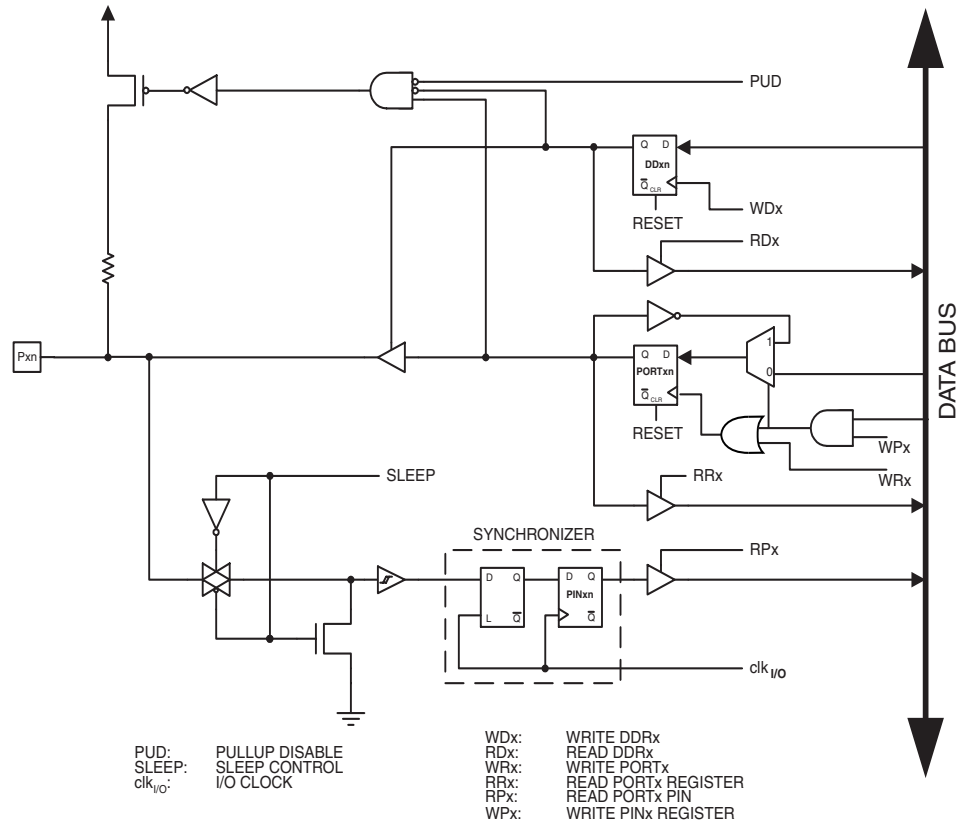 PUD
Q D
DDxn
Q CLR
WDx
RESET
RDx
DATA BUS
1
Pxn
Q D
PORTxn
0
Q CLR
RESET
WPx
WRx
SLEEP
RRx
SYNCHRONIZER
RPx
D Q
L Q
D Q
PINxn
Q
clk I/O
PUD: PULLUP DISABLE
SLEEP: SLEEP CONTROL
clkI/O: I/O CLOCK
WDx: WRITE DDRx
RDx: READ DDRx
WRx: WRITE PORTx
RRx: READ PORTx REGISTER
RPx: READ PORTx PIN
WPx: WRITE PINx REGISTER